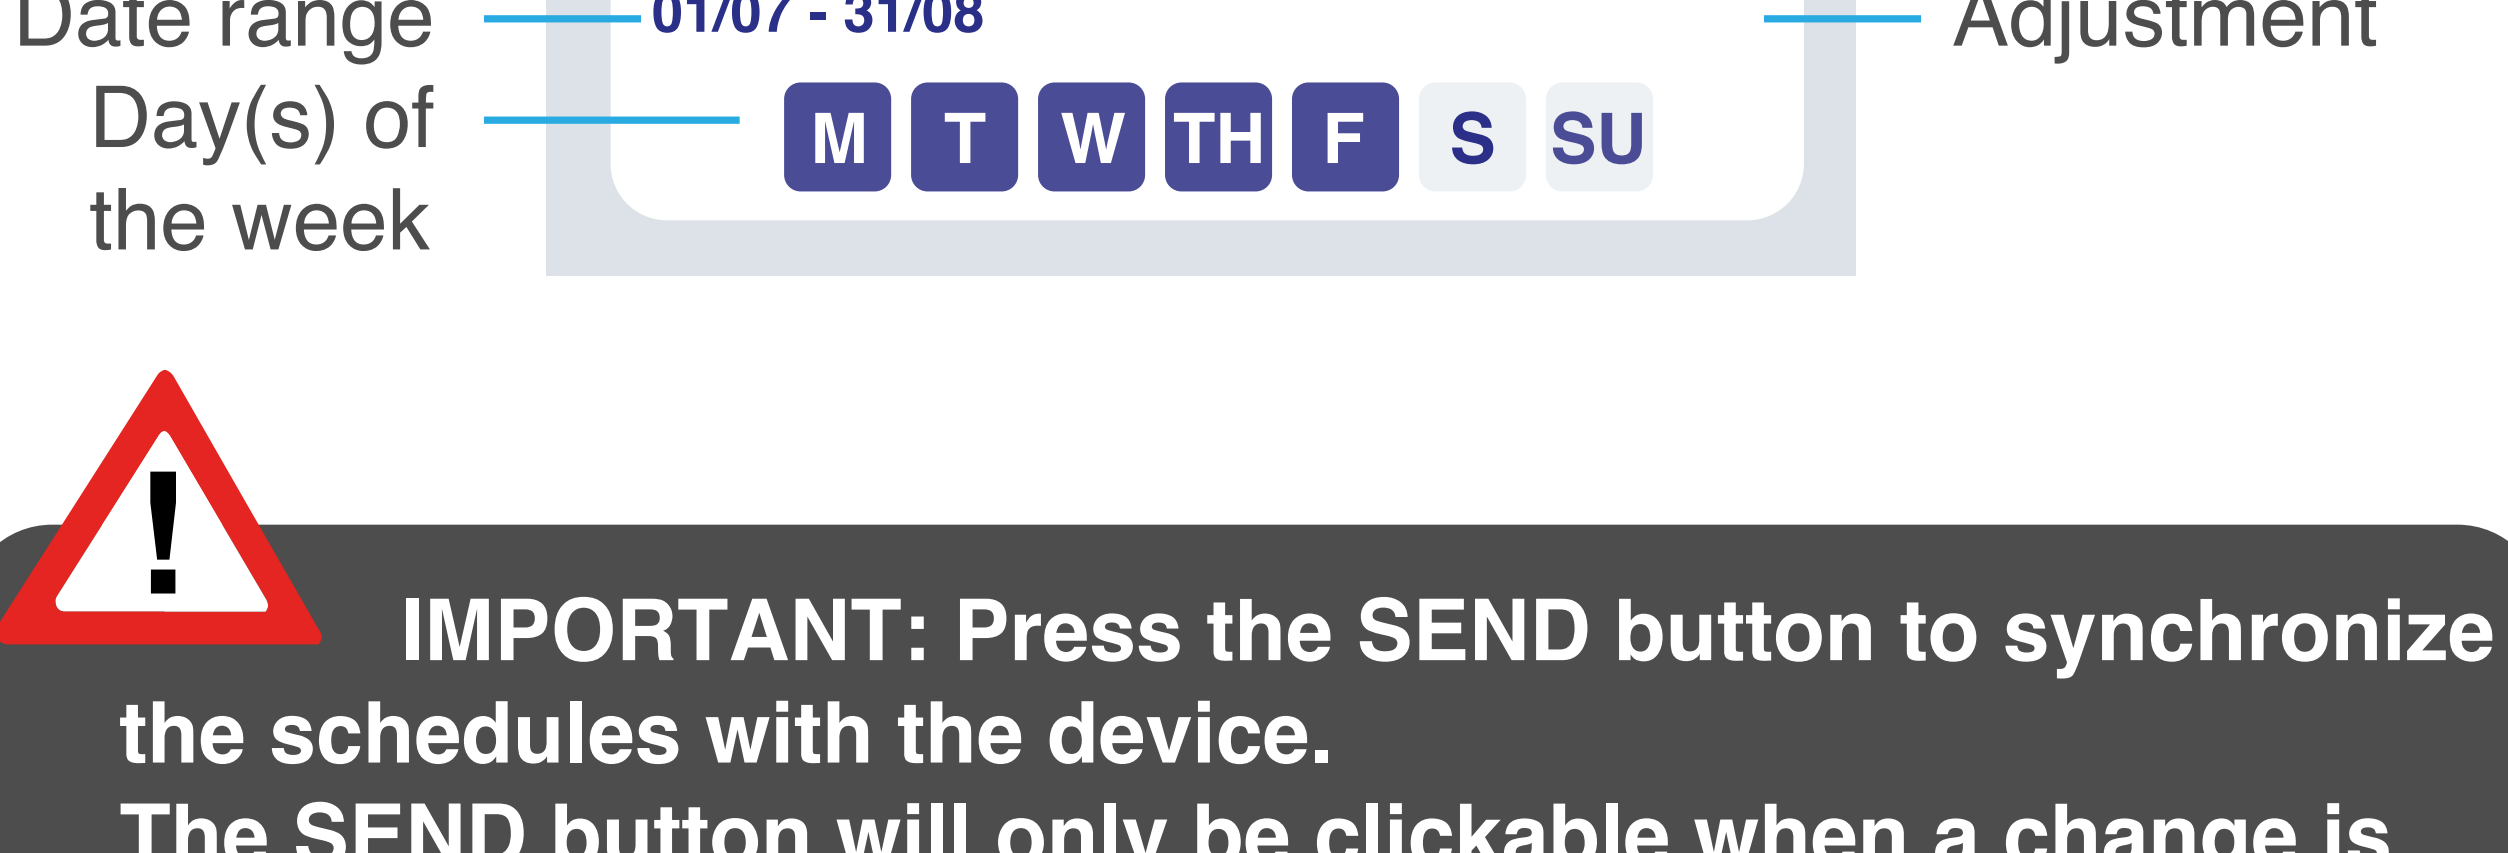 Date range
01/07 - 31/08
Adjustment
Day(s) of
the week
M T W TH F S SU
!
IMPORTANT: Press the SEND button to synchronize
the schedules with the device.
The SEND button will only be clickable when a change is